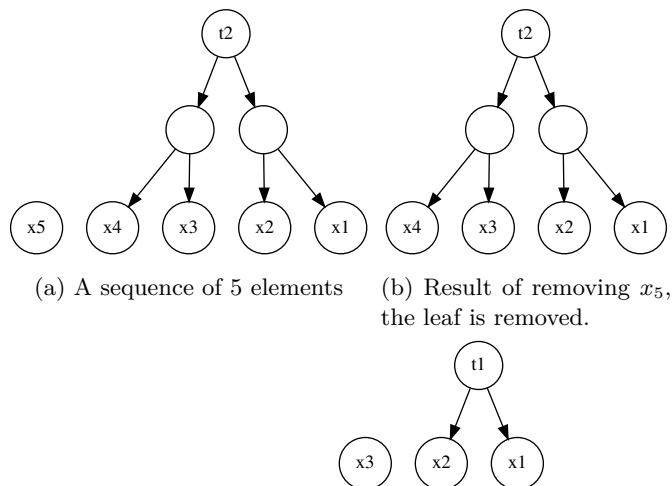 t2 t2
x5 x4 x3 x2 x1 x4 x3 x2 x1
(a) A sequence of 5 elements
(b) Result of removing x5,
the leaf is removed.
t1
x3 x2 x1